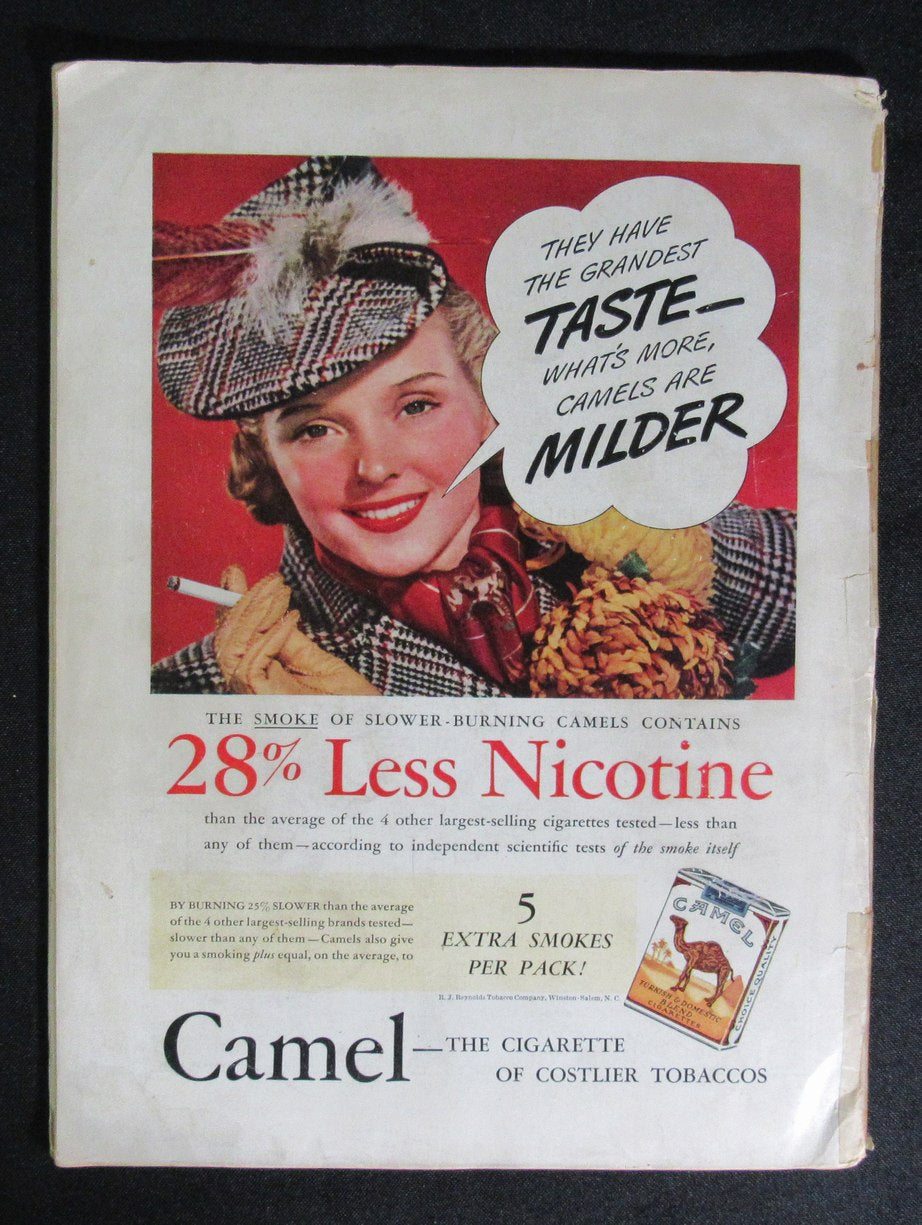 THEY HAVE
THE GRANDEST
TASTE—
WHAT'S MORE,
CAMELS ARE
MILDER
THE SMOKE OF SLOWER-BURNING CAMELS CONTAINS
28% Less Nicotine
than the average of the 4 other largest-selling cigarettes tested—less than
any of them—according to independent scientific tests of the smoke itself
BY BURNING 25% SLOWER than the average
of the 4 other largest-selling brands tested—
slower than any of them—Camels also give
you a smoking plus equal, on the average, to
5
EXTRA SMOKES
PER PACK!
CAMEL
TURKISH & DOMESTIC
BLEND
CIGARETTES
CHOICE QUALITY
R. J. Reynolds Tobacco Company, Winston-Salem, N. C.
Camel—THE CIGARETTE
OF COSTLIER TOBACCOS